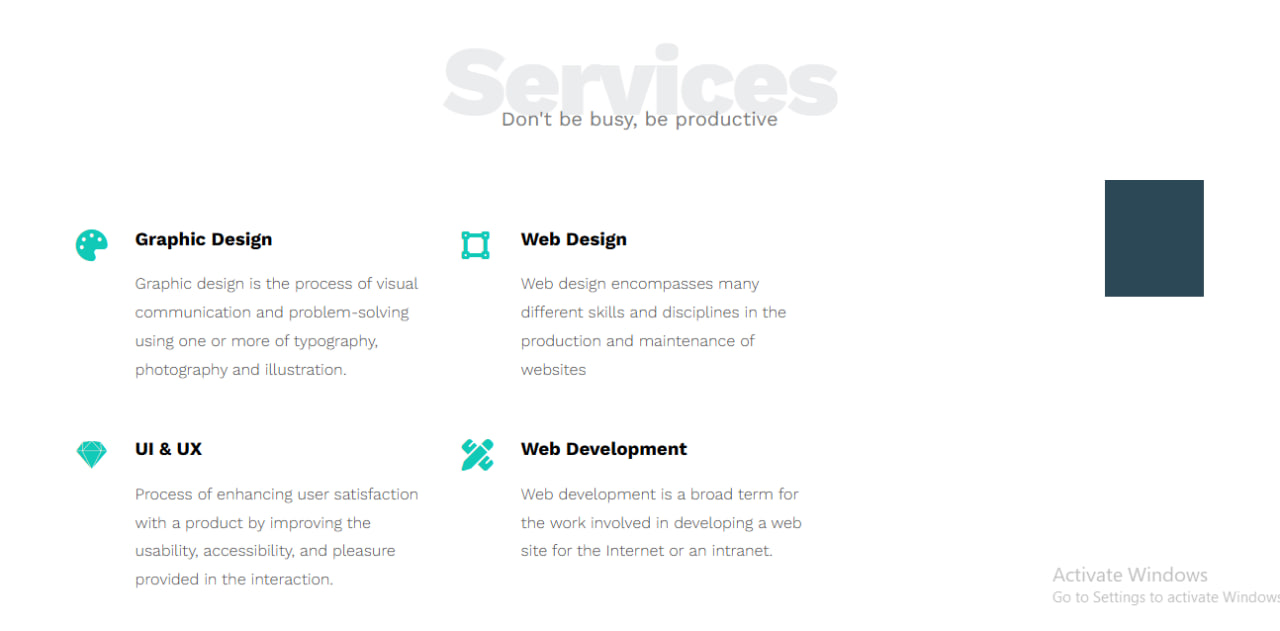 Services
Don't be busy, be productive
Graphic Design
Graphic design is the process of visual
communication and problem-solving
using one or more of typography,
photography and illustration.
Web Design
Web design encompasses many
different skills and disciplines in the
production and maintenance of
websites
UI & UX
Process of enhancing user satisfaction
with a product by improving the
usability, accessibility, and pleasure
provided in the interaction.
Web Development
Web development is a broad term for
the work involved in developing a web
site for the Internet or an intranet.
Activate Windows
Go to Settings to activate Windows